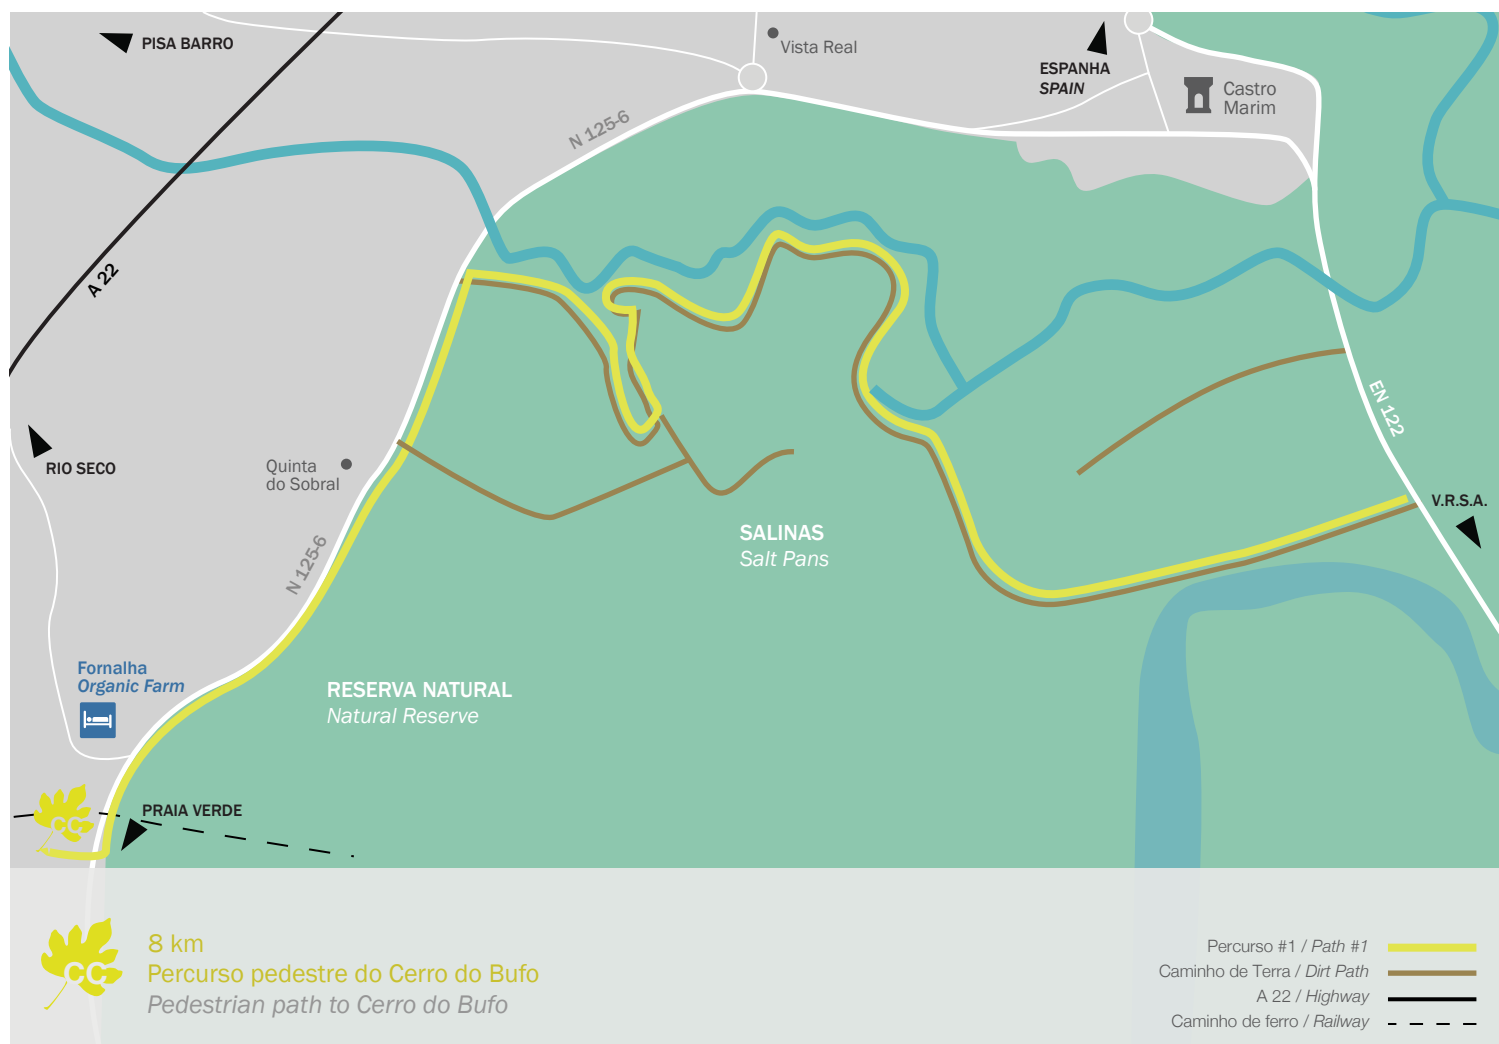 PISA BARRO
Vista Real
ESPANHA
SPAIN
Castro
Marim
N 125-6
A 22
EN 122
RIO SECO
Quinta
do Sobral
V.R.S.A.
SALINAS
Salt Pans
N 125-6
Fornalha
Organic Farm
RESERVA NATURAL
Natural Reserve
PRAIA VERDE
CC
CC
8 km
Percurso pedestre do Cerro do Bufo
Pedestrian path to Cerro do Bufo
Percurso #1 / Path #1
Caminho de Terra / Dirt Path
A 22 / Highway
Caminho de ferro / Railway